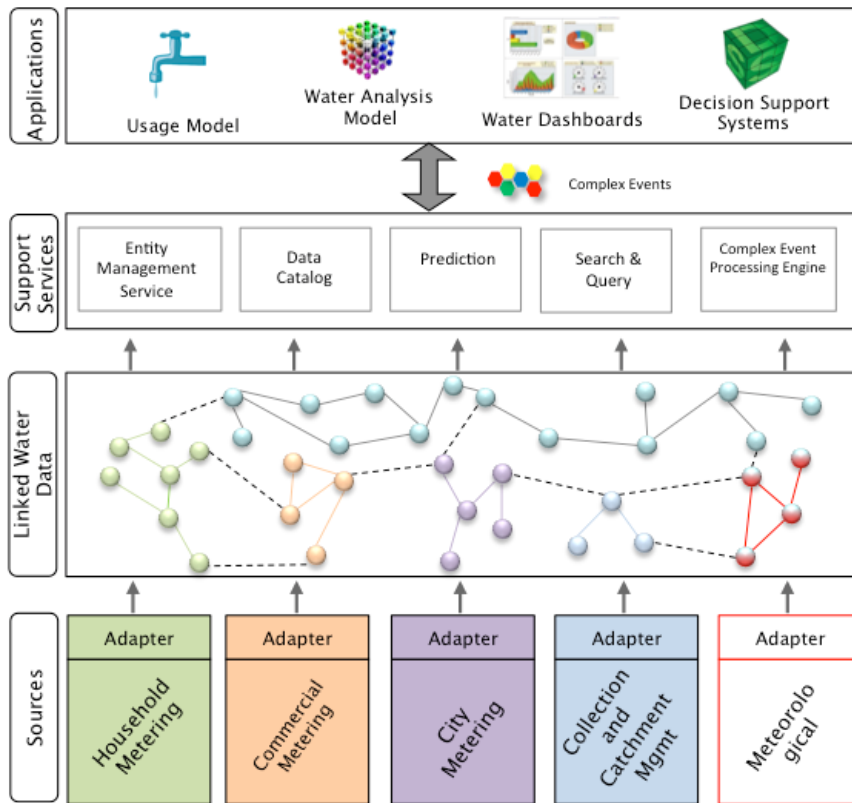 Applications
Usage Model
Water Analysis
Model
Water Dashboards
Decision Support
Systems
Complex Events
Support
Services
Entity
Management
Service
Data
Catalog
Prediction
Search &
Query
Complex Event
Processing Engine
Linked Water
Data
Sources
Adapter
Household
Metering
Adapter
Commercial
Metering
Adapter
City
Metering
Adapter
Collection
and
Catchment
Mgmt
Adapter
Meteorolo
gical